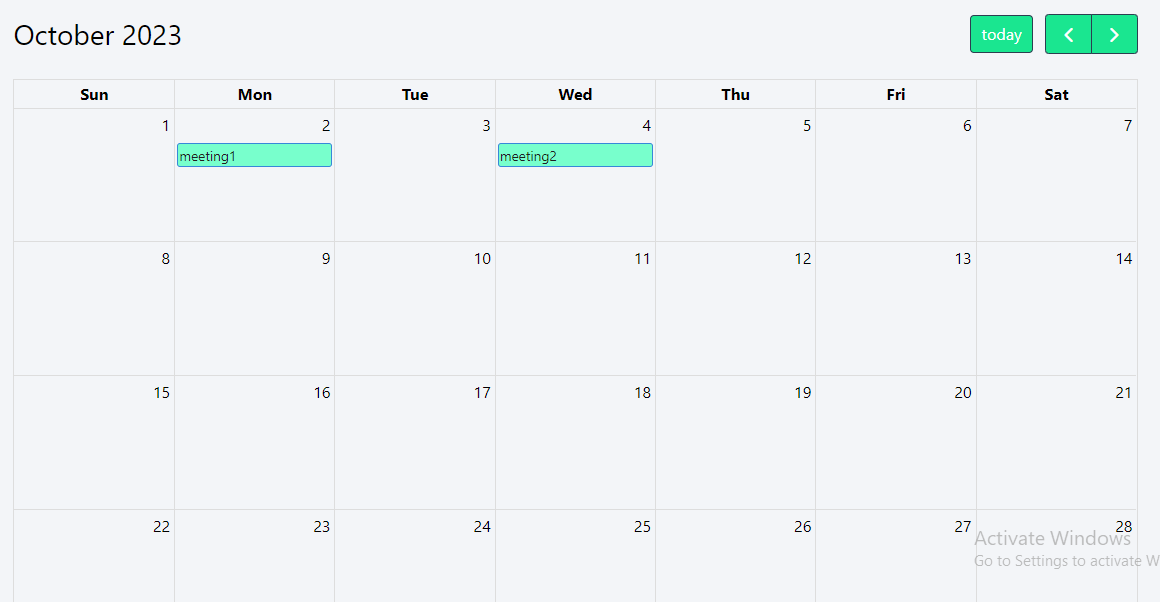 October 2023
today
Sun Mon Tue Wed Thu Fri Sat
1 2 3 4 5 6 7
meeting1 meeting2
8 9 10 11 12 13 14
15 16 17 18 19 20 21
22 23 24 25 26 27 28
Activate Windows
Go to Settings to activate W